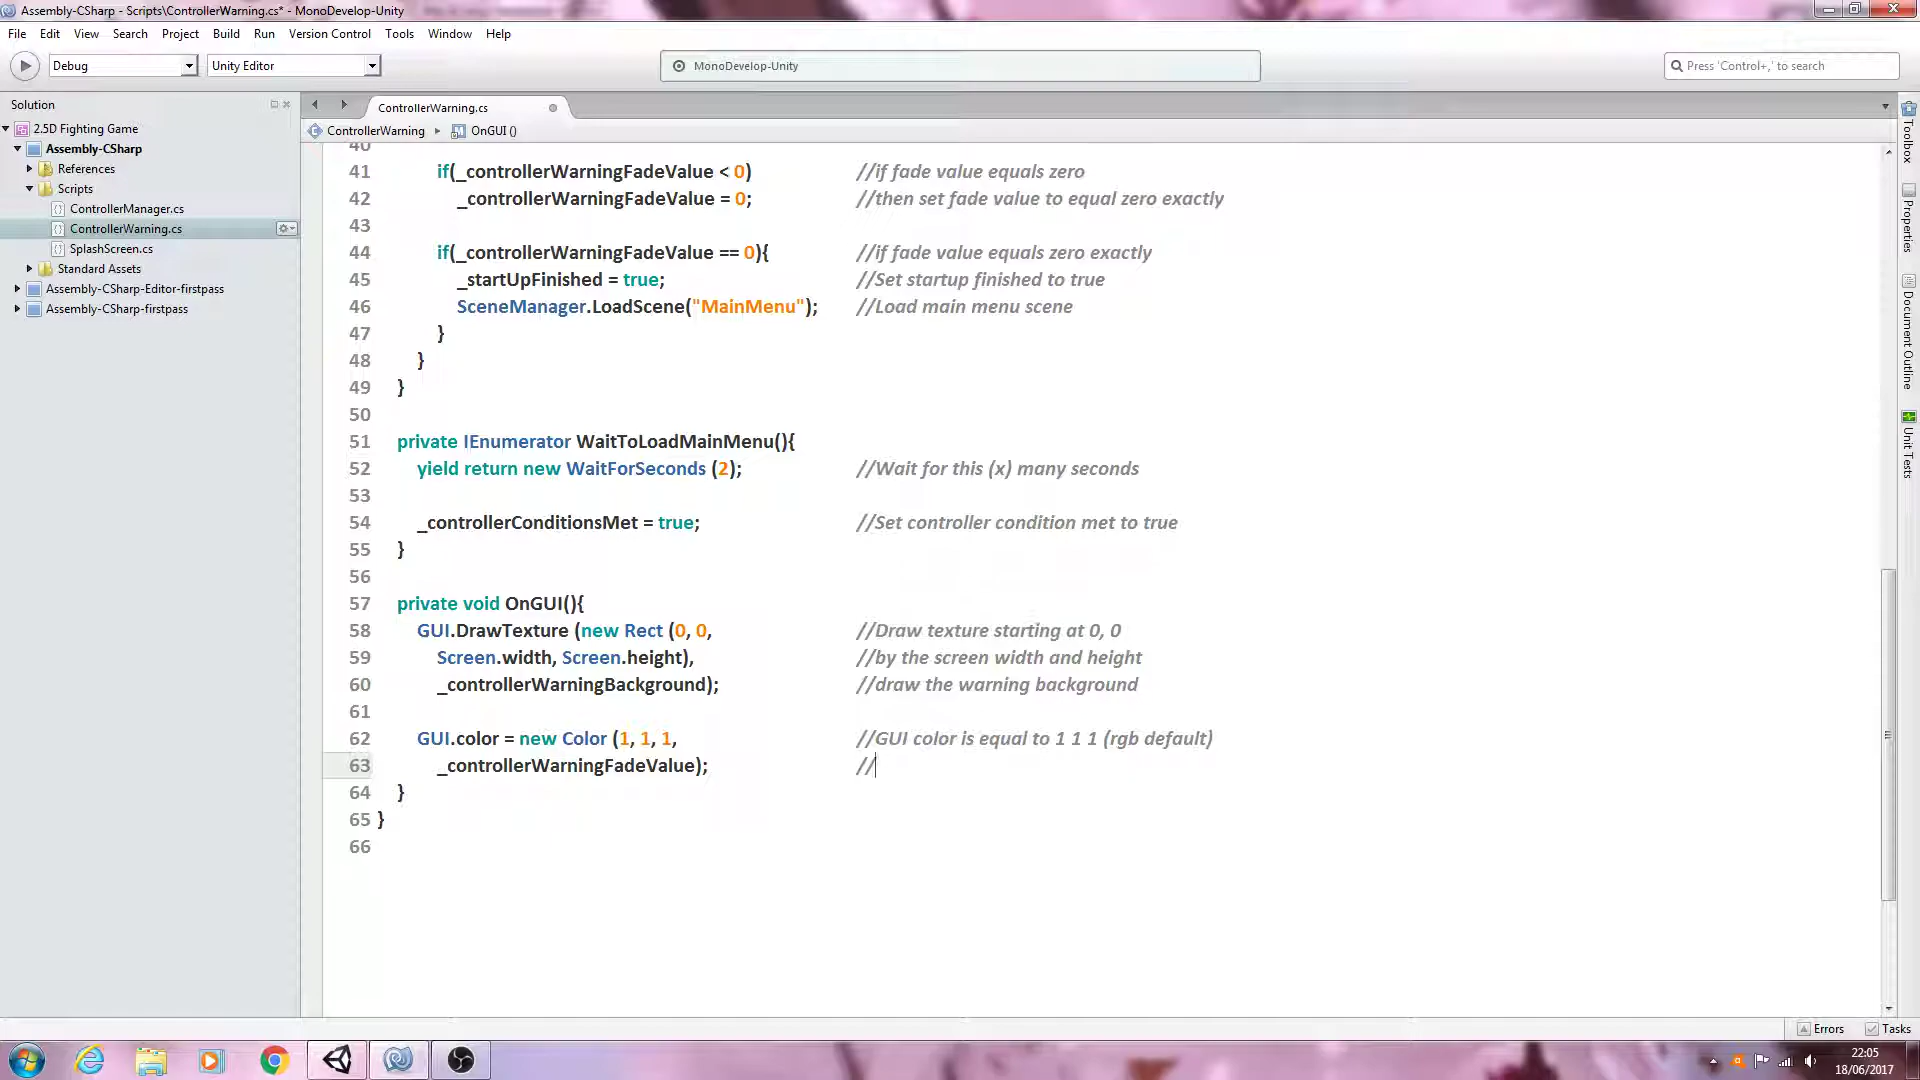 Assembly-CSharp - Scripts\ControllerWarning.cs* - MonoDevelop-Unity
File Edit View Search Project Build Run Version Control Tools Window Help
Debug Unity Editor MonoDevelop-Unity Press 'Control+,' to search
Solution
2.5D Fighting Game
Assembly-CSharp
References
Scripts
ControllerManager.cs
ControllerWarning.cs
SplashScreen.cs
Standard Assets
Assembly-CSharp-Editor-firstpass
Assembly-CSharp-firstpass
ControllerWarning.cs
ControllerWarning OnGUI ()
40
41 if(_controllerWarningFadeValue < 0) //if fade value equals zero
42 _controllerWarningFadeValue = 0; //then set fade value to equal zero exactly
43
44 if(_controllerWarningFadeValue == 0){ //if fade value equals zero exactly
45 _startUpFinished = true; //Set startup finished to true
46 SceneManager.LoadScene("MainMenu"); //Load main menu scene
47 }
48 }
49 }
50
51 private IEnumerator WaitToLoadMainMenu(){
52 yield return new WaitForSeconds (2); //Wait for this (x) many seconds
53
54 _controllerConditionsMet = true; //Set controller condition met to true
55 }
56
57 private void OnGUI(){
58 GUI.DrawTexture (new Rect (0, 0, //Draw texture starting at 0, 0
59 Screen.width, Screen.height), //by the screen width and height
60 _controllerWarningBackground); //draw the warning background
61
62 GUI.color = new Color (1, 1, 1, //GUI color is equal to 1 1 1 (rgb default)
63 _controllerWarningFadeValue); //
64 }
65 }
66
Toolbox
Properties
Document Outline
Unit Tests
Errors Tasks
22:05
18/06/2017